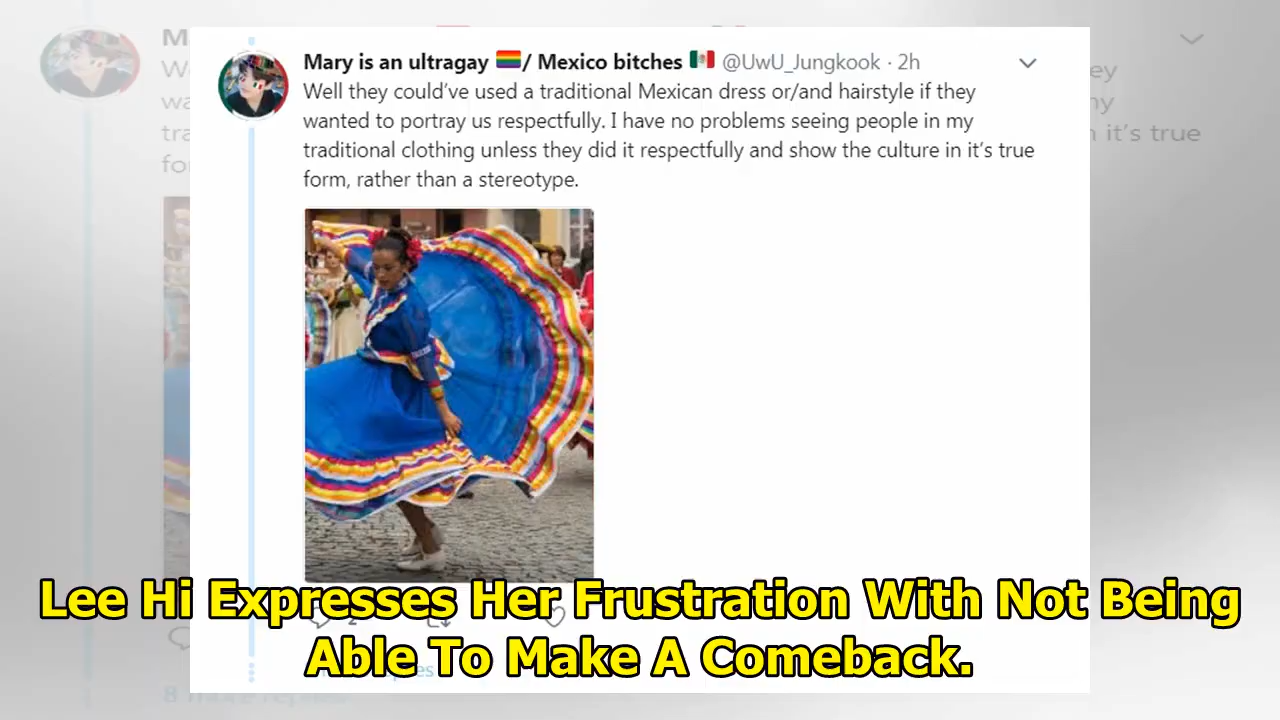 Mary is an ultragay 🏳️‍🌈/ Mexico bitches 🇲🇽 @UwU_Jungkook · 2h
Well they could've used a traditional Mexican dress or/and hairstyle if they
wanted to portray us respectfully. I have no problems seeing people in my
traditional clothing unless they did it respectfully and show the culture in it's true
form, rather than a stereotype.
Lee Hi Expresses Her Frustration With Not Being
Able To Make A Comeback.